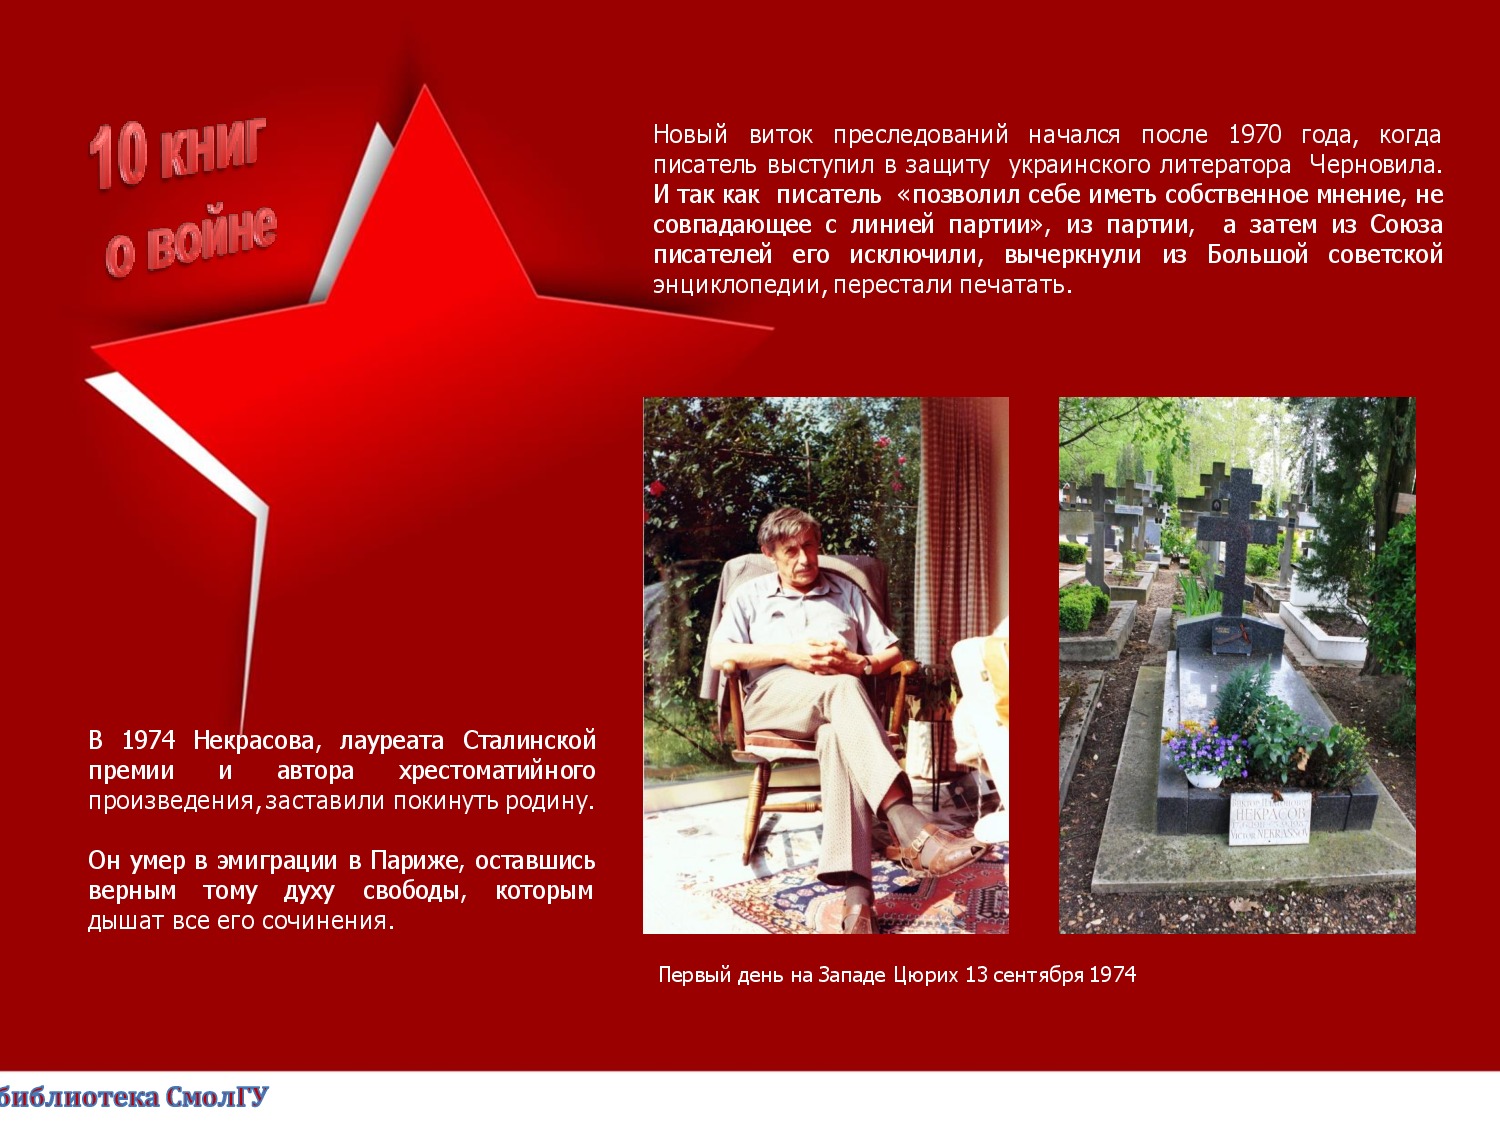 10 книг
о войне
Новый виток преследований начался после 1970 года, когда
писатель выступил в защиту украинского литератора Черновила.
И так как писатель «позволил себе иметь собственное мнение, не
совпадающее с линией партии», из партии, а затем из Союза
писателей его исключили, вычеркнули из Большой советской
энциклопедии, перестали печатать.
В 1974 Некрасова, лауреата Сталинской
премии и автора хрестоматийного
произведения, заставили покинуть родину.
Он умер в эмиграции в Париже, оставшись
верным тому духу свободы, которым
дышат все его сочинения.
НЕКРАСОВ
Victor NEKRASSOV
Первый день на Западе Цюрих 13 сентября 1974
библиотека СмолГУ